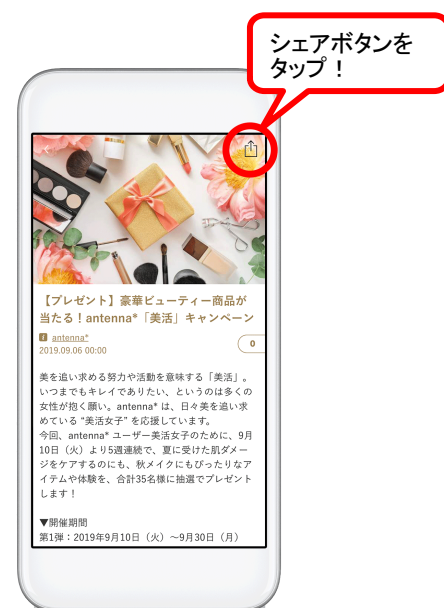 シェアボタンを
タップ！
【プレゼント】豪華ビューティー商品が
当たる！antenna*「美活」キャンペーン
antenna*
2019.09.06 00:00
0
美を追い求める努力や活動を意味する「美活」。
いつまでもキレイでありたい、というのは多くの
女性が抱く願い。antenna* は、日々美を追い求
めている “美活女子” を応援しています。
今回、antenna* ユーザー美活女子のために、9月
10日（火）より5週連続で、夏に受けた肌ダメー
ジをケアするのにも、秋メイクにもぴったりなア
イテムや体験を、合計35名様に抽選でプレゼント
します！
▼開催期間
第1弾：2019年9月10日（火）〜9月30日（月）